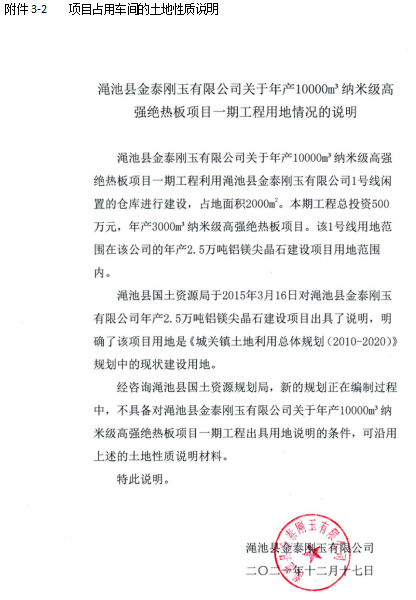 附件 3-2 项目占用车间的土地性质说明
渑池县金泰刚玉有限公司关于年产10000m³纳米级高
强绝热板项目一期工程用地情况的说明
渑池县金泰刚玉有限公司关于年产10000m³纳米级高强
绝热板项目一期工程利用渑池县金泰刚玉有限公司1号线闲
置的仓库进行建设，占地面积2000㎡。本期工程总投资500
万元，年产3000m³纳米级高强绝热板项目。该1号线用地范
围在该公司的年产2.5万吨铝镁尖晶石建设项目用地范围
内。
渑池县国土资源局于2015年3月16日对渑池县金泰刚玉
有限公司年产2.5万吨铝镁尖晶石建设项目出具了说明，明
确了该项目用地是《城关镇土地利用总体规划（2010-2020）》
规划中的现状建设用地。
经咨询渑池县国土资源规划局，新的规划正在编制过程
中，不具备对渑池县金泰刚玉有限公司关于年产10000m³纳
米级高强绝热板项目一期工程出具用地说明的条件，可沿用
上述的土地性质说明材料。
特此说明。
渑池县金泰刚玉有限公司
二〇二 年十二月十七日